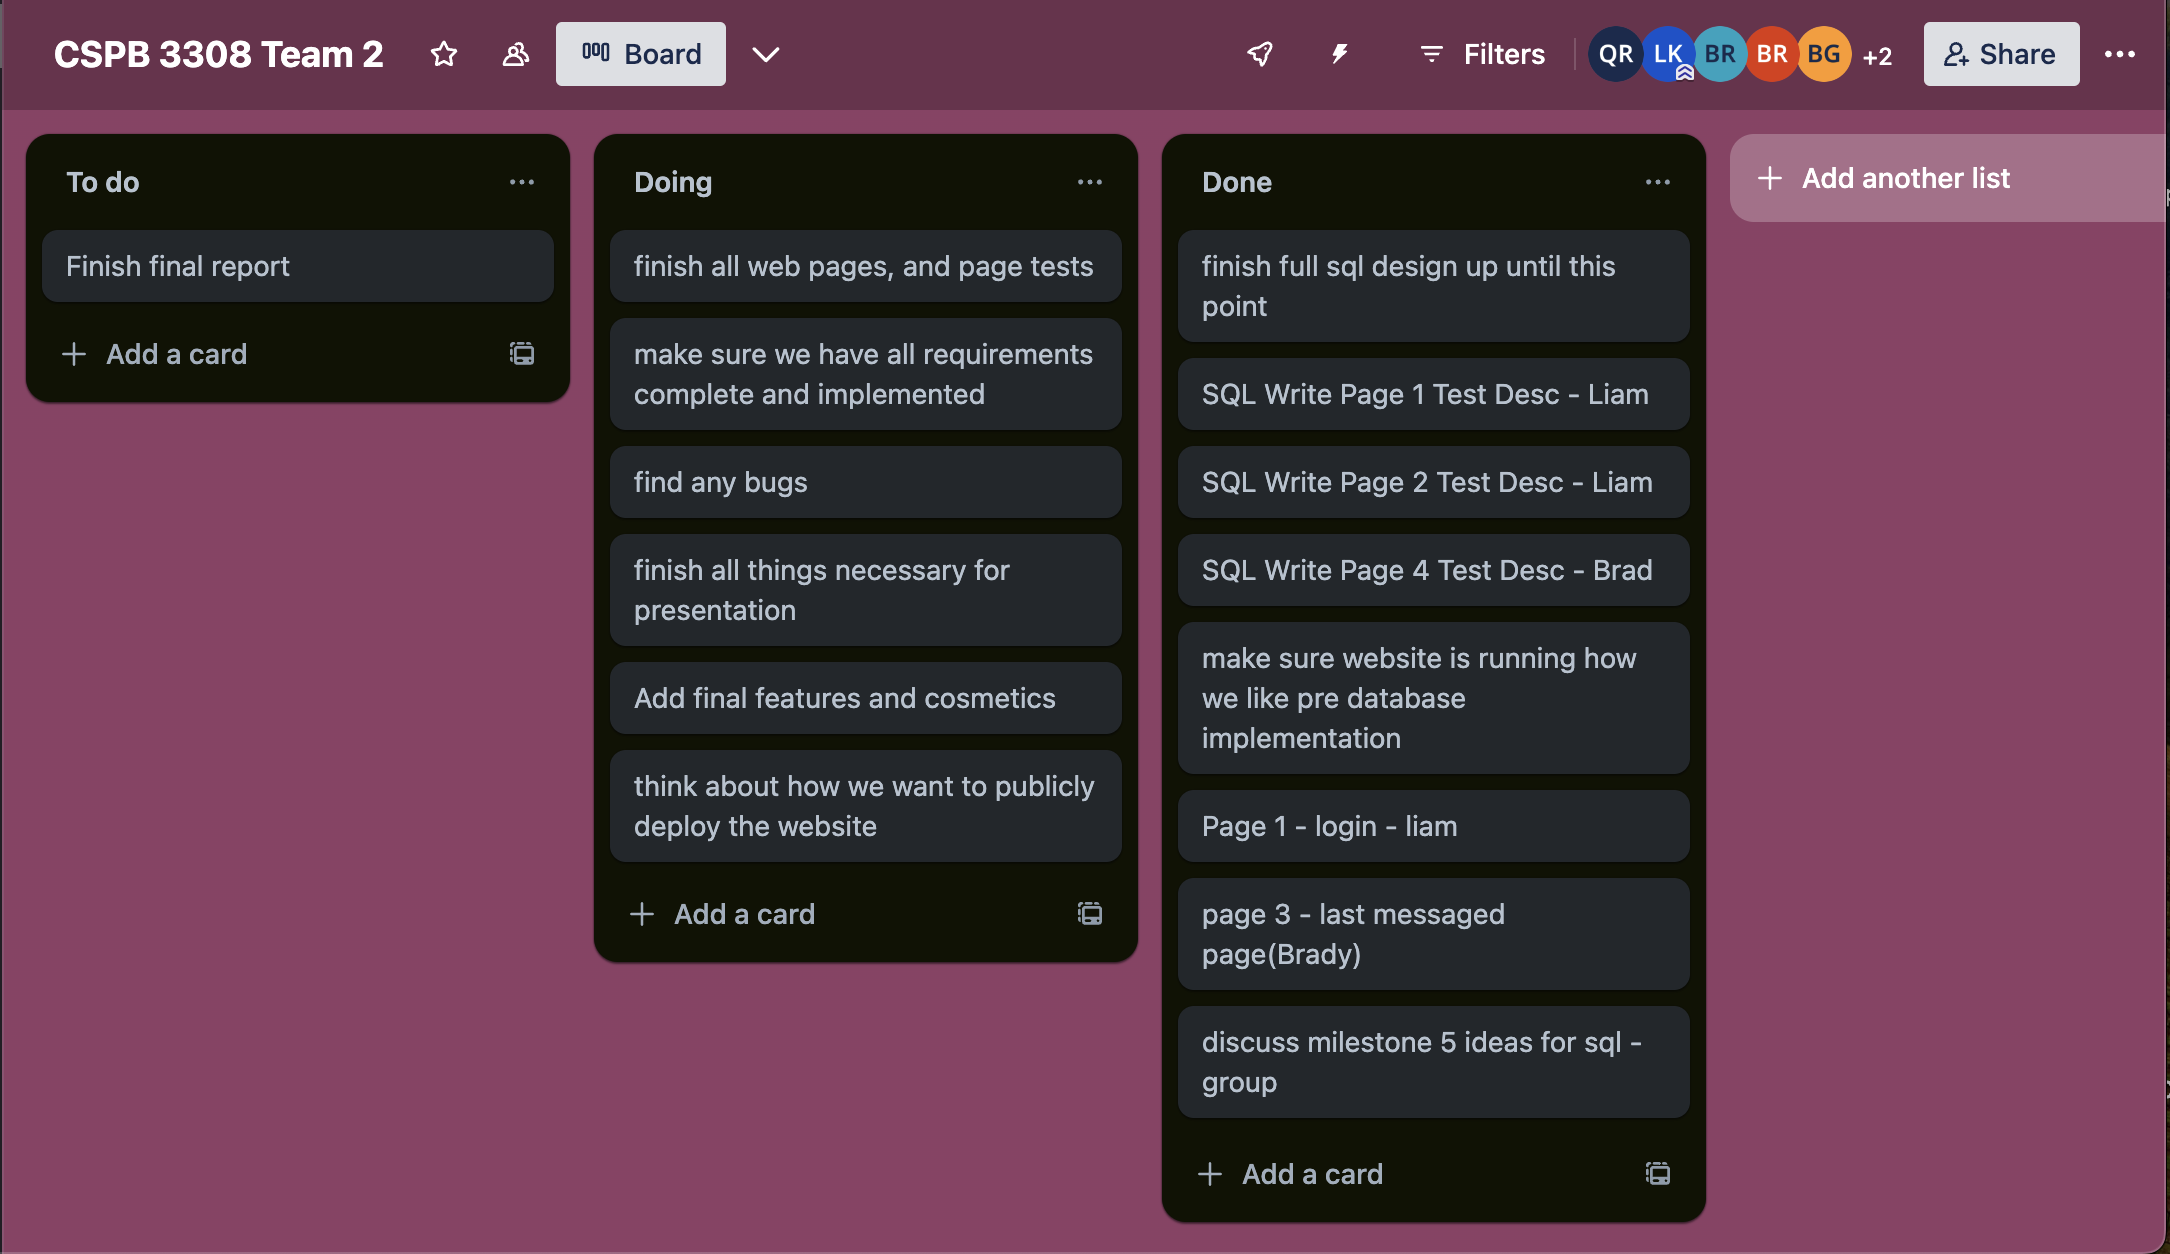 CSPB 3308 Team 2
Board
Filters
QR
LK
BR
BR
BG
+2
Share
To do
Finish final report
Add a card
Doing
finish all web pages, and page tests
make sure we have all requirements
complete and implemented
find any bugs
finish all things necessary for
presentation
Add final features and cosmetics
think about how we want to publicly
deploy the website
Add a card
Done
finish full sql design up until this
point
SQL Write Page 1 Test Desc - Liam
SQL Write Page 2 Test Desc - Liam
SQL Write Page 4 Test Desc - Brad
make sure website is running how
we like pre database
implementation
Page 1 - login - liam
page 3 - last messaged
page(Brady)
discuss milestone 5 ideas for sql -
group
Add a card
Add another list